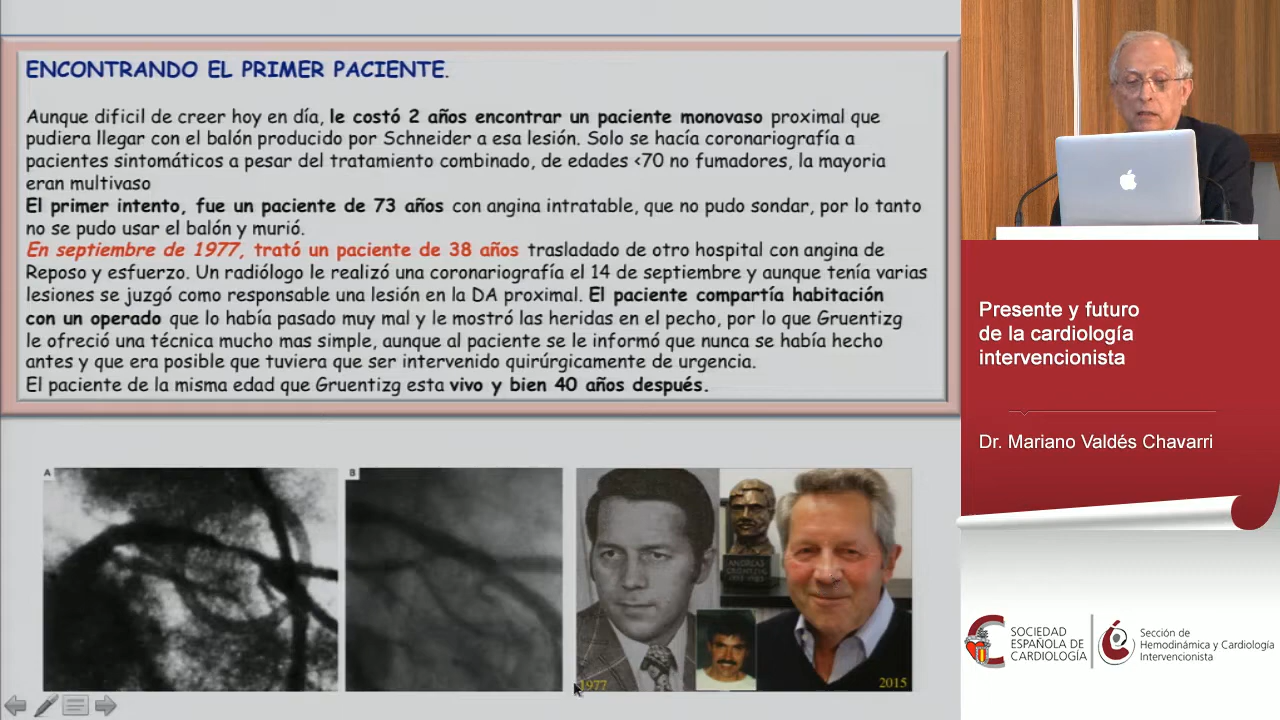 ENCONTRANDO EL PRIMER PACIENTE.
Aunque dificil de creer hoy en día, le costó 2 años encontrar un paciente monovaso proximal que
pudiera llegar con el balón producido por Schneider a esa lesión. Solo se hacía coronariografía a
pacientes sintomáticos a pesar del tratamiento combinado, de edades <70 no fumadores, la mayoria
eran multivaso
El primer intento, fue un paciente de 73 años con angina intratable, que no pudo sondar, por lo tanto
no se pudo usar el balón y murió.
En septiembre de 1977, trató un paciente de 38 años trasladado de otro hospital con angina de
Reposo y esfuerzo. Un radiólogo le realizó una coronariografía el 14 de septiembre y aunque tenía varias
lesiones se juzgó como responsable una lesión en la DA proximal. El paciente compartía habitación
con un operado que lo había pasado muy mal y le mostró las heridas en el pecho, por lo que Gruentizg
le ofreció una técnica mucho mas simple, aunque al paciente se le informó que nunca se había hecho
antes y que era posible que tuviera que ser intervenido quirúrgicamente de urgencia.
El paciente de la misma edad que Gruentizg esta vivo y bien 40 años después.
A
B
ANDREAS
1977
2015
Presente y futuro
de la cardiología
intervencionista
Dr. Mariano Valdés Chavarri
SOCIEDAD
ESPAÑOLA DE
CARDIOLOGÍA
Sección de
Hemodinámica y Cardiología
Intervencionista